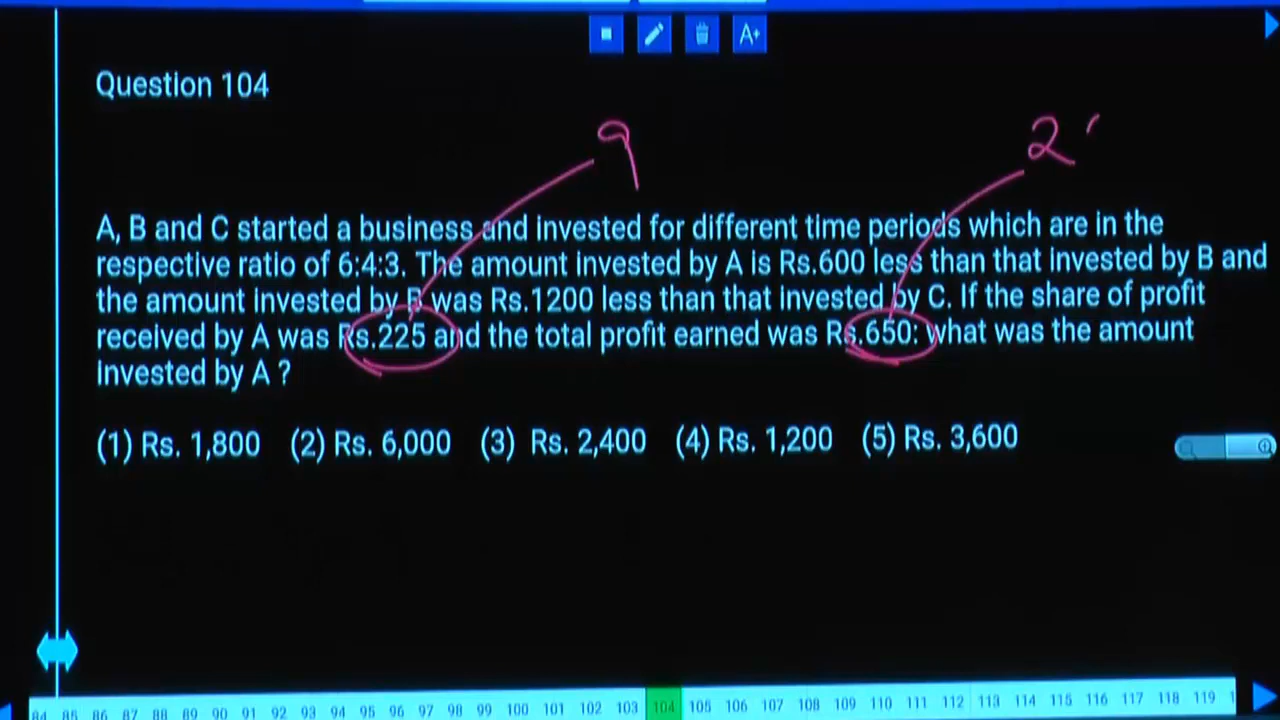 A+
Question 104
9
2
A, B and C started a business and invested for different time periods which are in the
respective ratio of 6:4:3. The amount invested by A is Rs.600 less than that invested by B and
the amount invested by B was Rs.1200 less than that invested by C. If the share of profit
received by A was Rs.225 and the total profit earned was Rs.650: what was the amount
invested by A ?
(1) Rs. 1,800 (2) Rs. 6,000 (3) Rs. 2,400 (4) Rs. 1,200 (5) Rs. 3,600
84 85 86 87 88 89 90 91 92 93 94 95 96 97 98 99 100 101 102 103 104 105 106 107 108 109 110 111 112 113 114 115 116 117 118 119